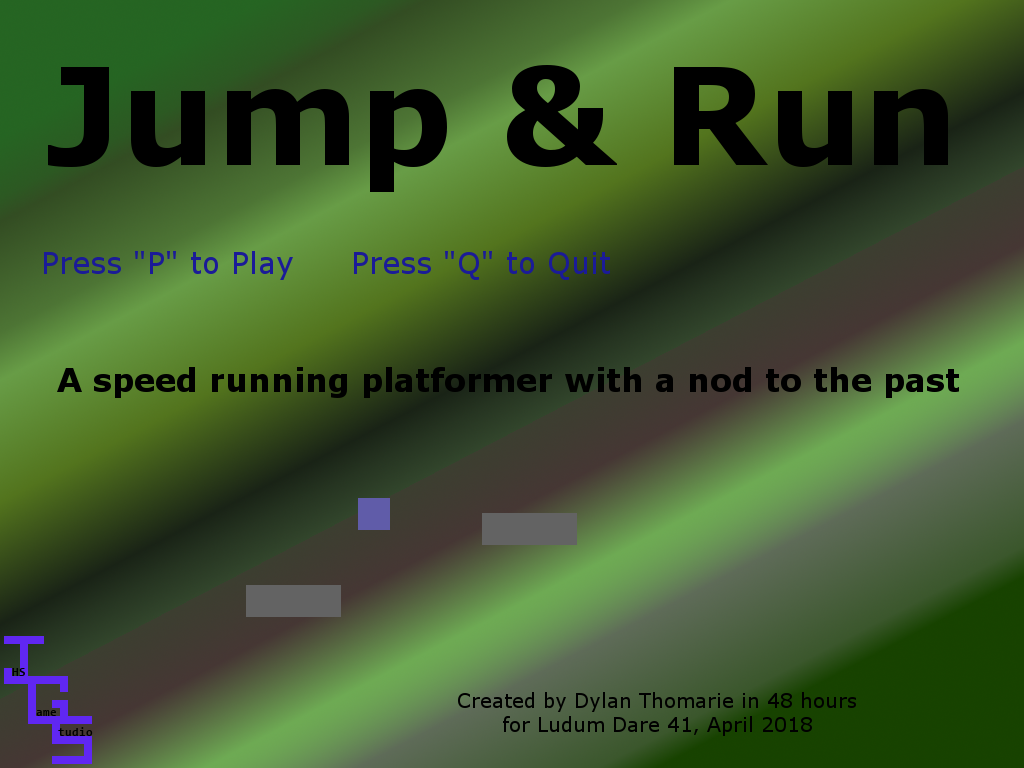 Jump & Run
Press "P" to Play Press "Q" to Quit
A speed running platformer with a nod to the past
HS
ame
tudio
Created by Dylan Thomarie in 48 hours
for Ludum Dare 41, April 2018